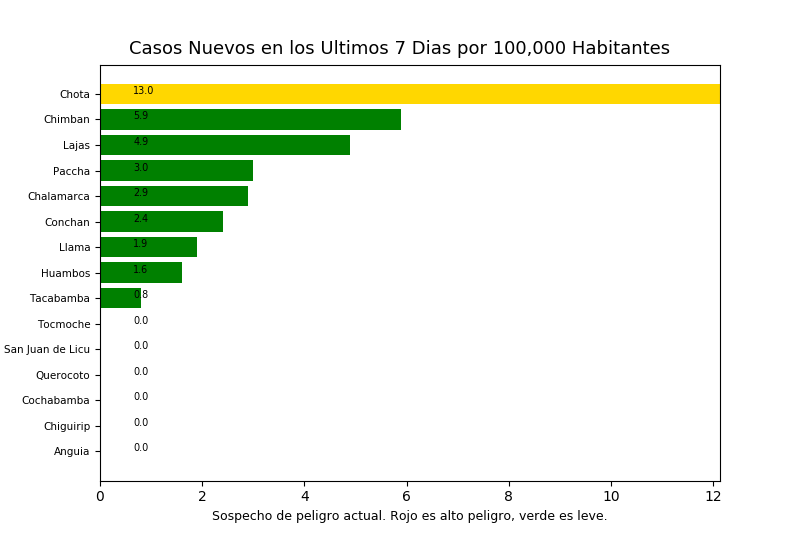 Casos Nuevos en los Ultimos 7 Dias por 100,000 Habitantes
Chota 13.0
Chimban 5.9
Lajas 4.9
Paccha 3.0
Chalamarca 2.9
Conchan 2.4
Llama 1.9
Huambos 1.6
Tacabamba 0.8
Tocmoche 0.0
San Juan de Licu 0.0
Querocoto 0.0
Cochabamba 0.0
Chiguirip 0.0
Anguia 0.0
0 2 4 6 8 10 12
Sospecho de peligro actual. Rojo es alto peligro, verde es leve.